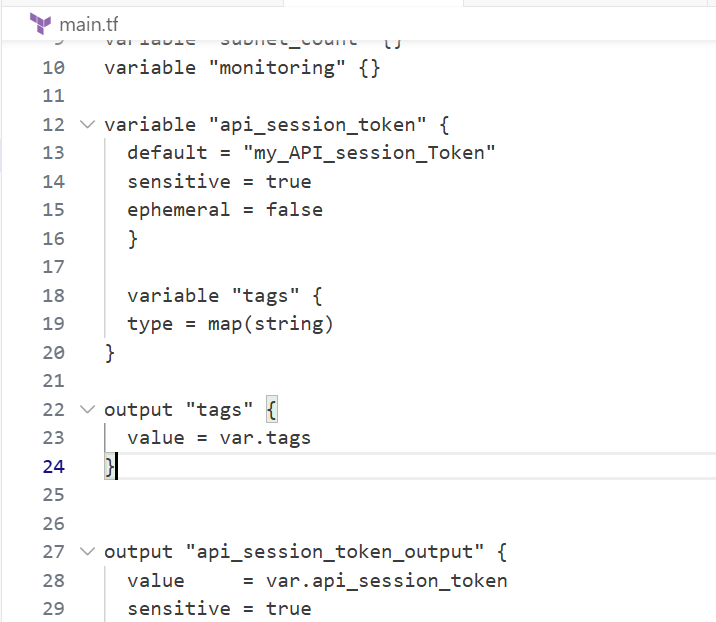 main.tf
9 variable "subnet_count" {}
10 variable "monitoring" {}
11
12 variable "api_session_token" {
13 default = "my_API_session_Token"
14 sensitive = true
15 ephemeral = false
16 }
17
18 variable "tags" {
19 type = map(string)
20 }
21
22 output "tags" {
23 value = var.tags
24 }
25
26
27 output "api_session_token_output" {
28 value     = var.api_session_token
29 sensitive = true